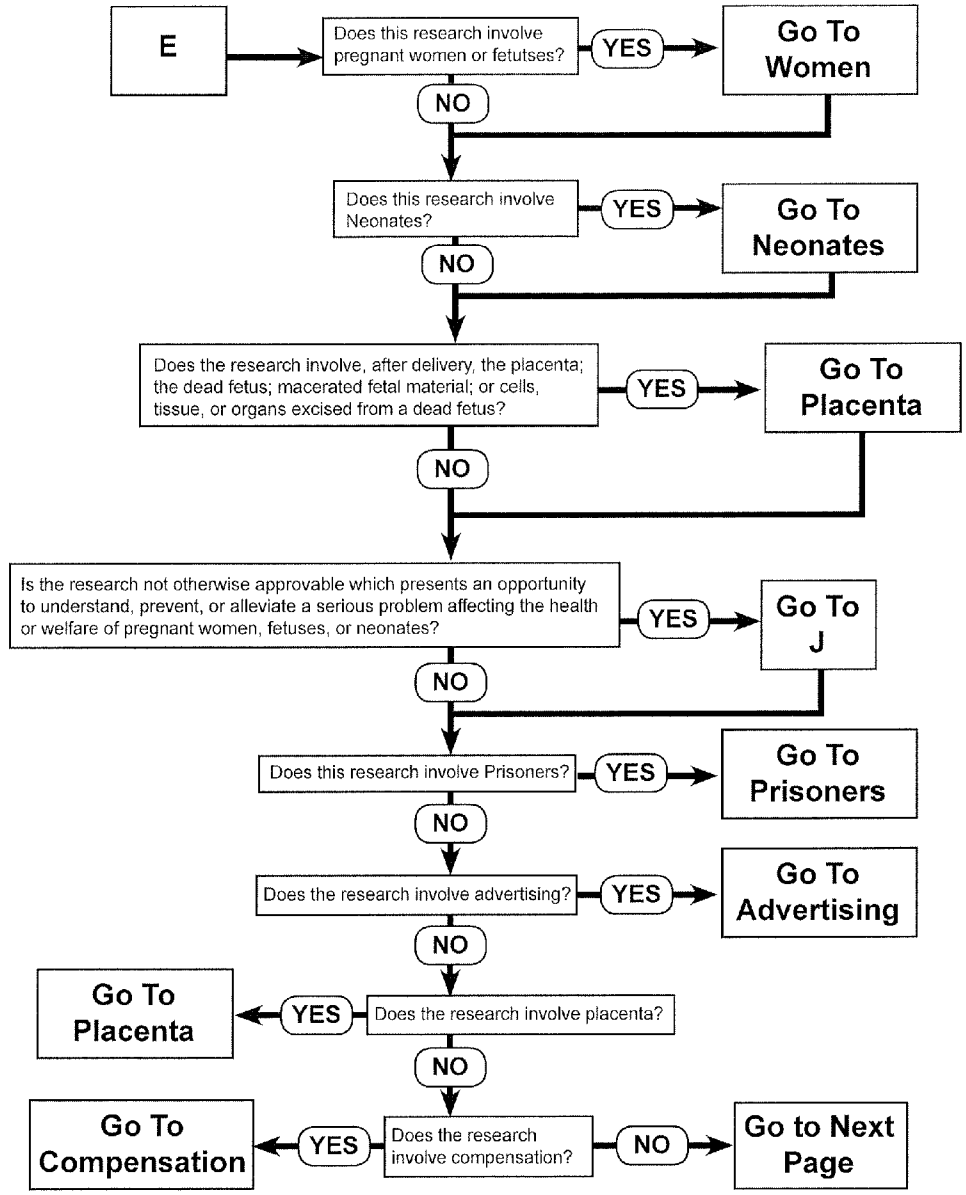 E
Does this research involve
pregnant women or fetutses?
YES
Go To
Women
NO
Does this research involve
Neonates?
YES
Go To
Neonates
NO
Does the research involve, after delivery, the placenta;
the dead fetus; macerated fetal material; or cells,
tissue, or organs excised from a dead fetus?
YES
Go To
Placenta
NO
Is the research not otherwise approvable which presents an opportunity
to understand, prevent, or alleviate a serious problem affecting the health
or welfare of pregnant women, fetuses, or neonates?
YES
Go To
J
NO
Does this research involve Prisoners?
YES
Go To
Prisoners
NO
Does the research involve advertising?
YES
Go To
Advertising
NO
Go To
Placenta
YES
Does the research involve placenta?
NO
Go To
Compensation
YES
Does the research
involve compensation?
NO
Go to Next
Page